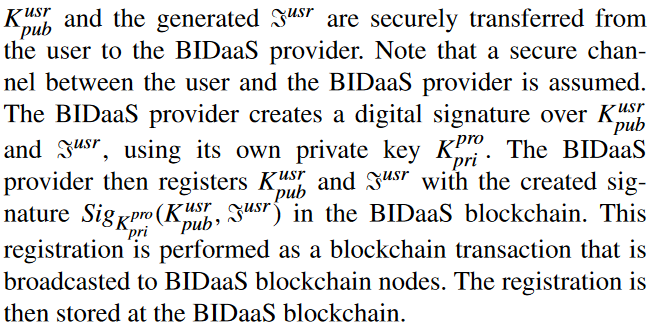 $K_{pub}^{usr}$ and the generated $\Im^{usr}$ are securely transferred from
the user to the BIDaaS provider. Note that a secure chan-
nel between the user and the BIDaaS provider is assumed.
The BIDaaS provider creates a digital signature over $K_{pub}^{usr}$
and $\Im^{usr}$, using its own private key $K_{pri}^{pro}$. The BIDaaS
provider then registers $K_{pub}^{usr}$ and $\Im^{usr}$ with the created sig-
nature $Sig_{K_{pri}^{pro}}(K_{pub}^{usr}, \Im^{usr})$ in the BIDaaS blockchain. This
registration is performed as a blockchain transaction that is
broadcasted to BIDaaS blockchain nodes. The registration is
then stored at the BIDaaS blockchain.